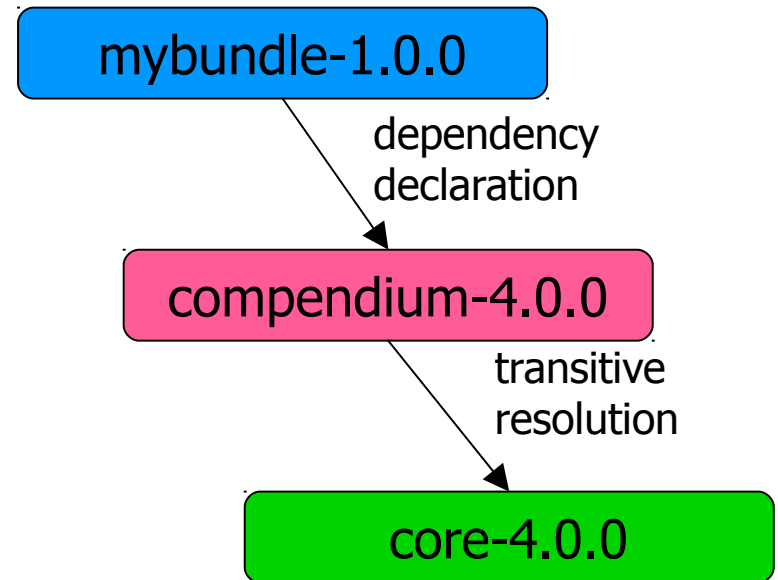 mybundle-1.0.0
dependency
declaration
compendium-4.0.0
transitive
resolution
core-4.0.0